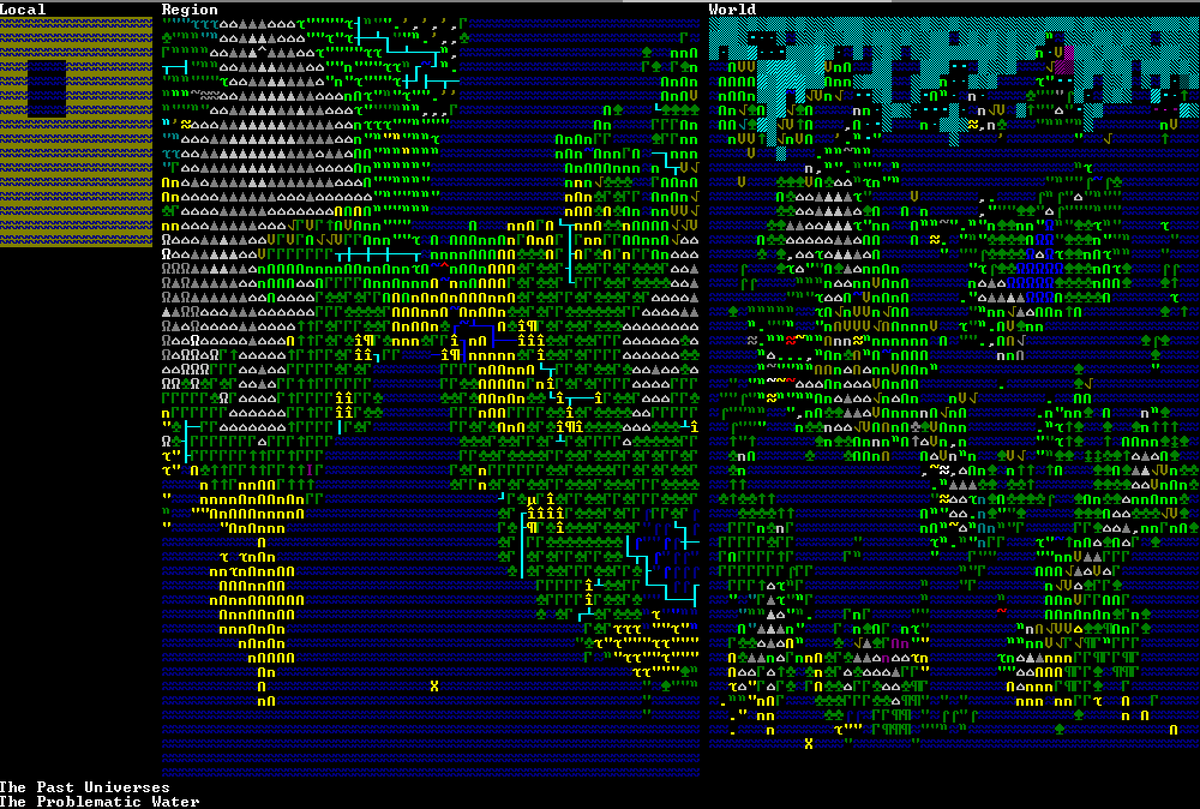 Local
Region
World
The Past Universes
The Problematic Water